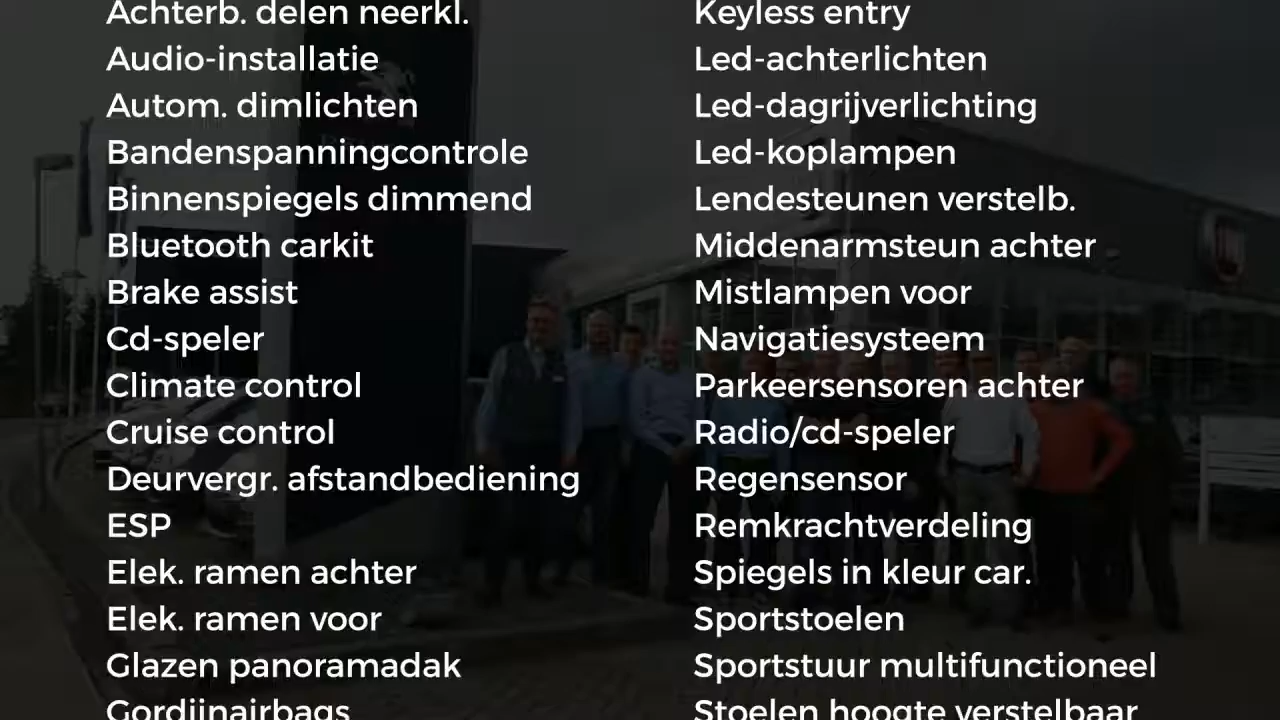 Achterb. delen neerkl.
Audio-installatie
Autom. dimlichten
Bandenspanningcontrole
Binnenspiegels dimmend
Bluetooth carkit
Brake assist
Cd-speler
Climate control
Cruise control
Deurvergr. afstandbediening
ESP
Elek. ramen achter
Elek. ramen voor
Glazen panoramadak
Gordijnairbags
Keyless entry
Led-achterlichten
Led-dagrijverlichting
Led-koplampen
Lendesteunen verstelb.
Middenarmsteun achter
Mistlampen voor
Navigatiesysteem
Parkeersensoren achter
Radio/cd-speler
Regensensor
Remkrachtverdeling
Spiegels in kleur car.
Sportstoelen
Sportstuur multifunctioneel
Stoelen hoogte verstelbaar